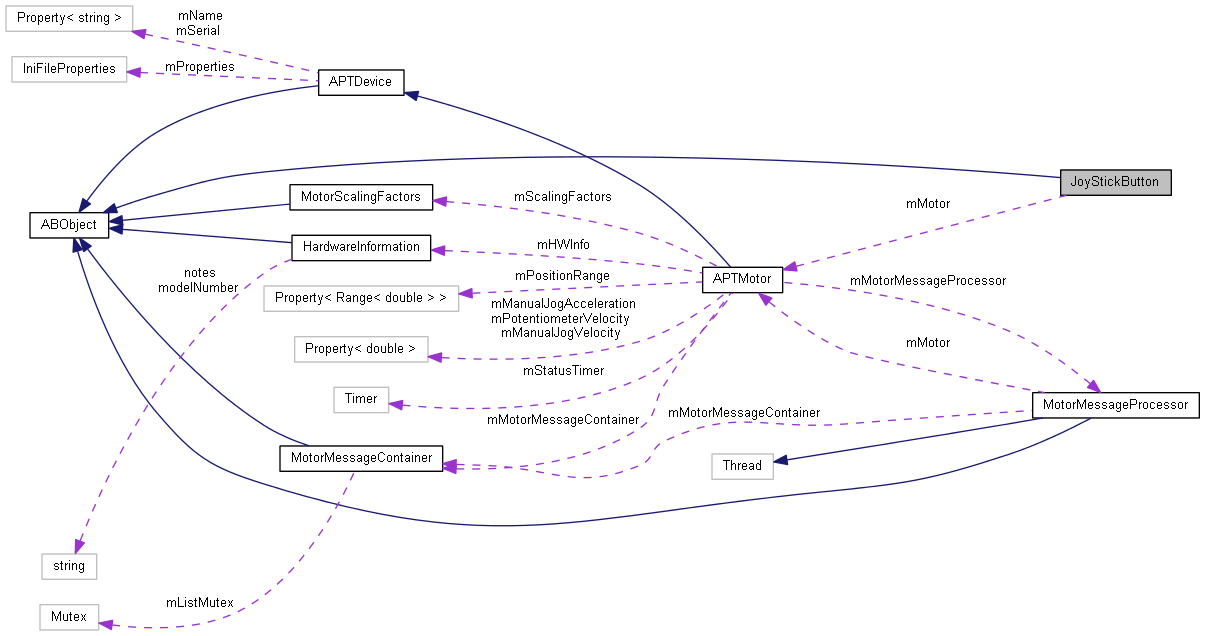 mName
Property< string >
mSerial
mProperties
IniFileProperties
APTDevice
JoyStickButton
MotorScalingFactors
mScalingFactors
mMotor
ABObject
HardwareInformation
mHWInfo
notes
modelNumber
mPositionRange
APTMotor
mMotorMessageProcessor
Property< Range< double > >
mManualJogAcceleration
mPotentiometerVelocity
mManualJogVelocity
Property< double >
mMotor
mStatusTimer
Timer
mMotorMessageContainer
mMotorMessageContainer
MotorMessageProcessor
MotorMessageContainer
Thread
string
mListMutex
Mutex